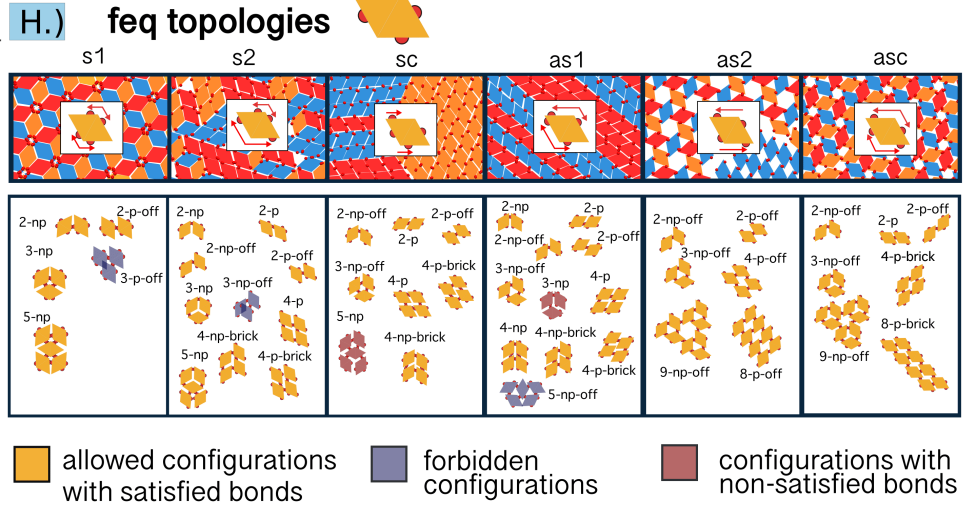 H.) feq topologies
s1 s2 sc as1 as2 asc
2-np
2-p-off
3-np
3-p-off
5-np
2-np
2-p
2-np-off
2-p-off
3-np
3-np-off
4-p
4-np-brick
5-np
4-p-brick
2-np-off
2-p-off
2-p
3-np-off
4-p-brick
4-p
5-np
4-np-brick
2-np
2-p
2-np-off
2-p-off
3-np-off
3-np
4-p
4-np
4-np-brick
4-p-brick
5-np-off
2-np-off
2-p-off
3-np-off
4-p-off
9-np-off
8-p-off
2-np-off
2-p-off
2-p
3-np-off
4-p-brick
8-p-brick
9-np-off
allowed configurations
with satisfied bonds
forbidden
configurations
configurations with
non-satisfied bonds